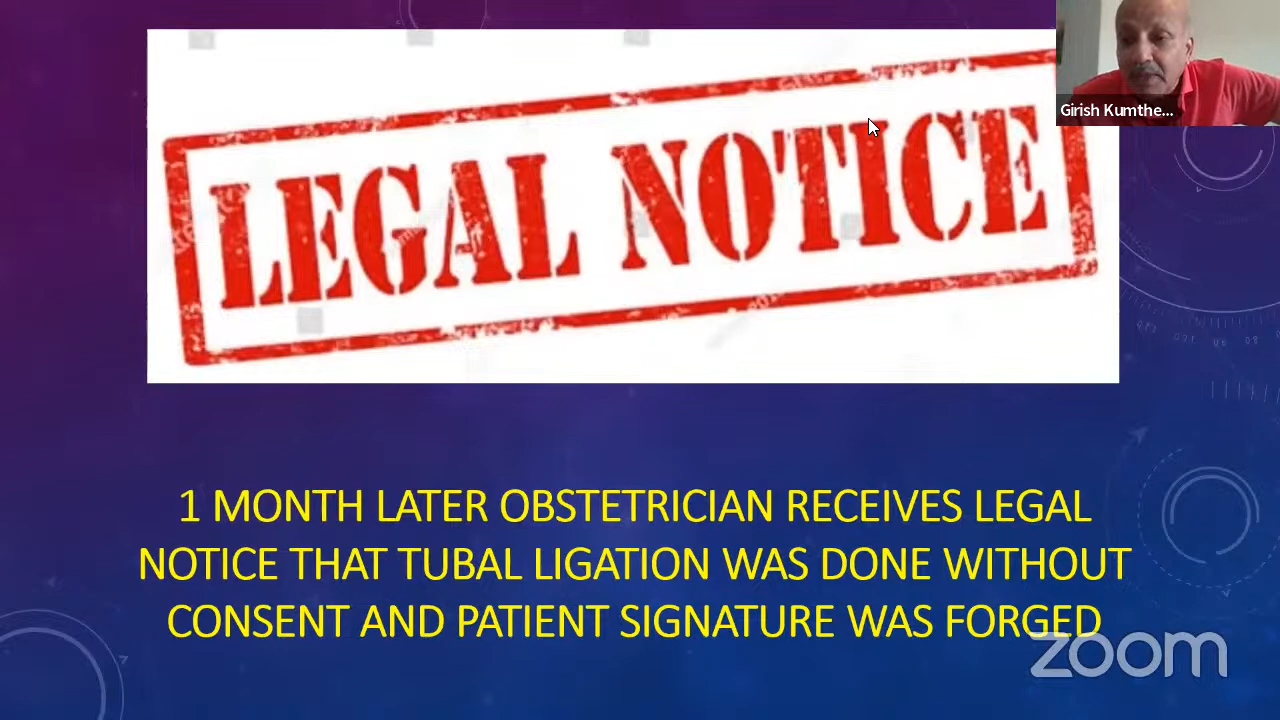 LEGAL NOTICE
Girish Kumthe...
1 MONTH LATER OBSTETRICIAN RECEIVES LEGAL
NOTICE THAT TUBAL LIGATION WAS DONE WITHOUT
CONSENT AND PATIENT SIGNATURE WAS FORGED
zoom